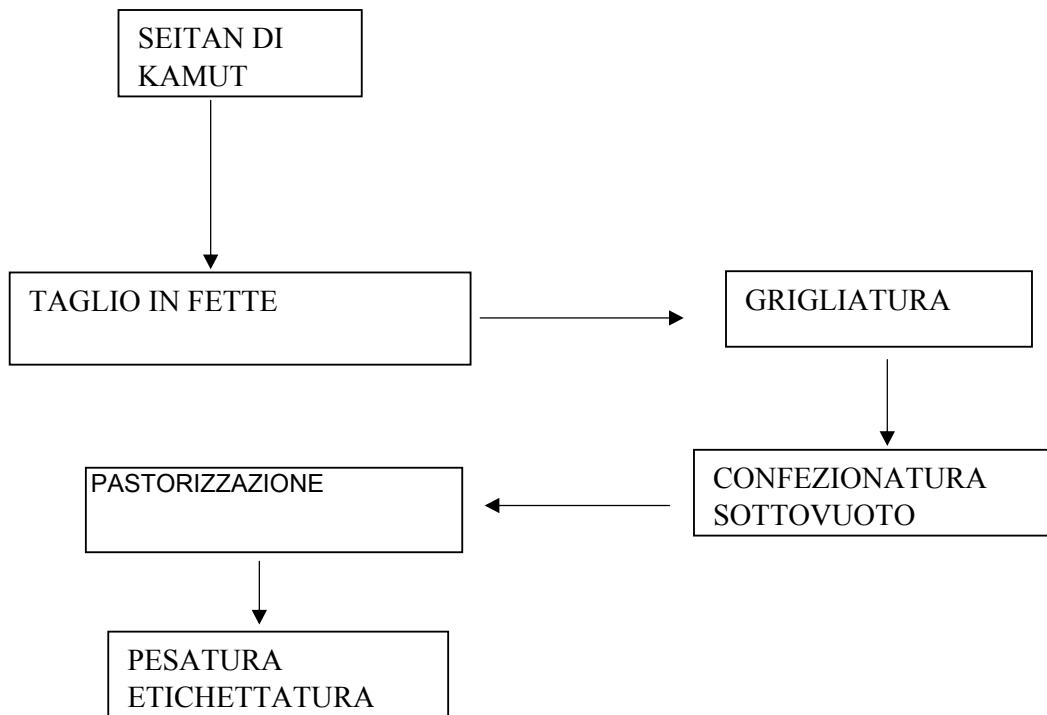 SEITAN DI
KAMUT
TAGLIO IN FETTE
GRIGLIATURA
CONFEZIONATURA
SOTTOVUOTO
PASTORIZZAZIONE
PESATURA
ETICHETTATURA